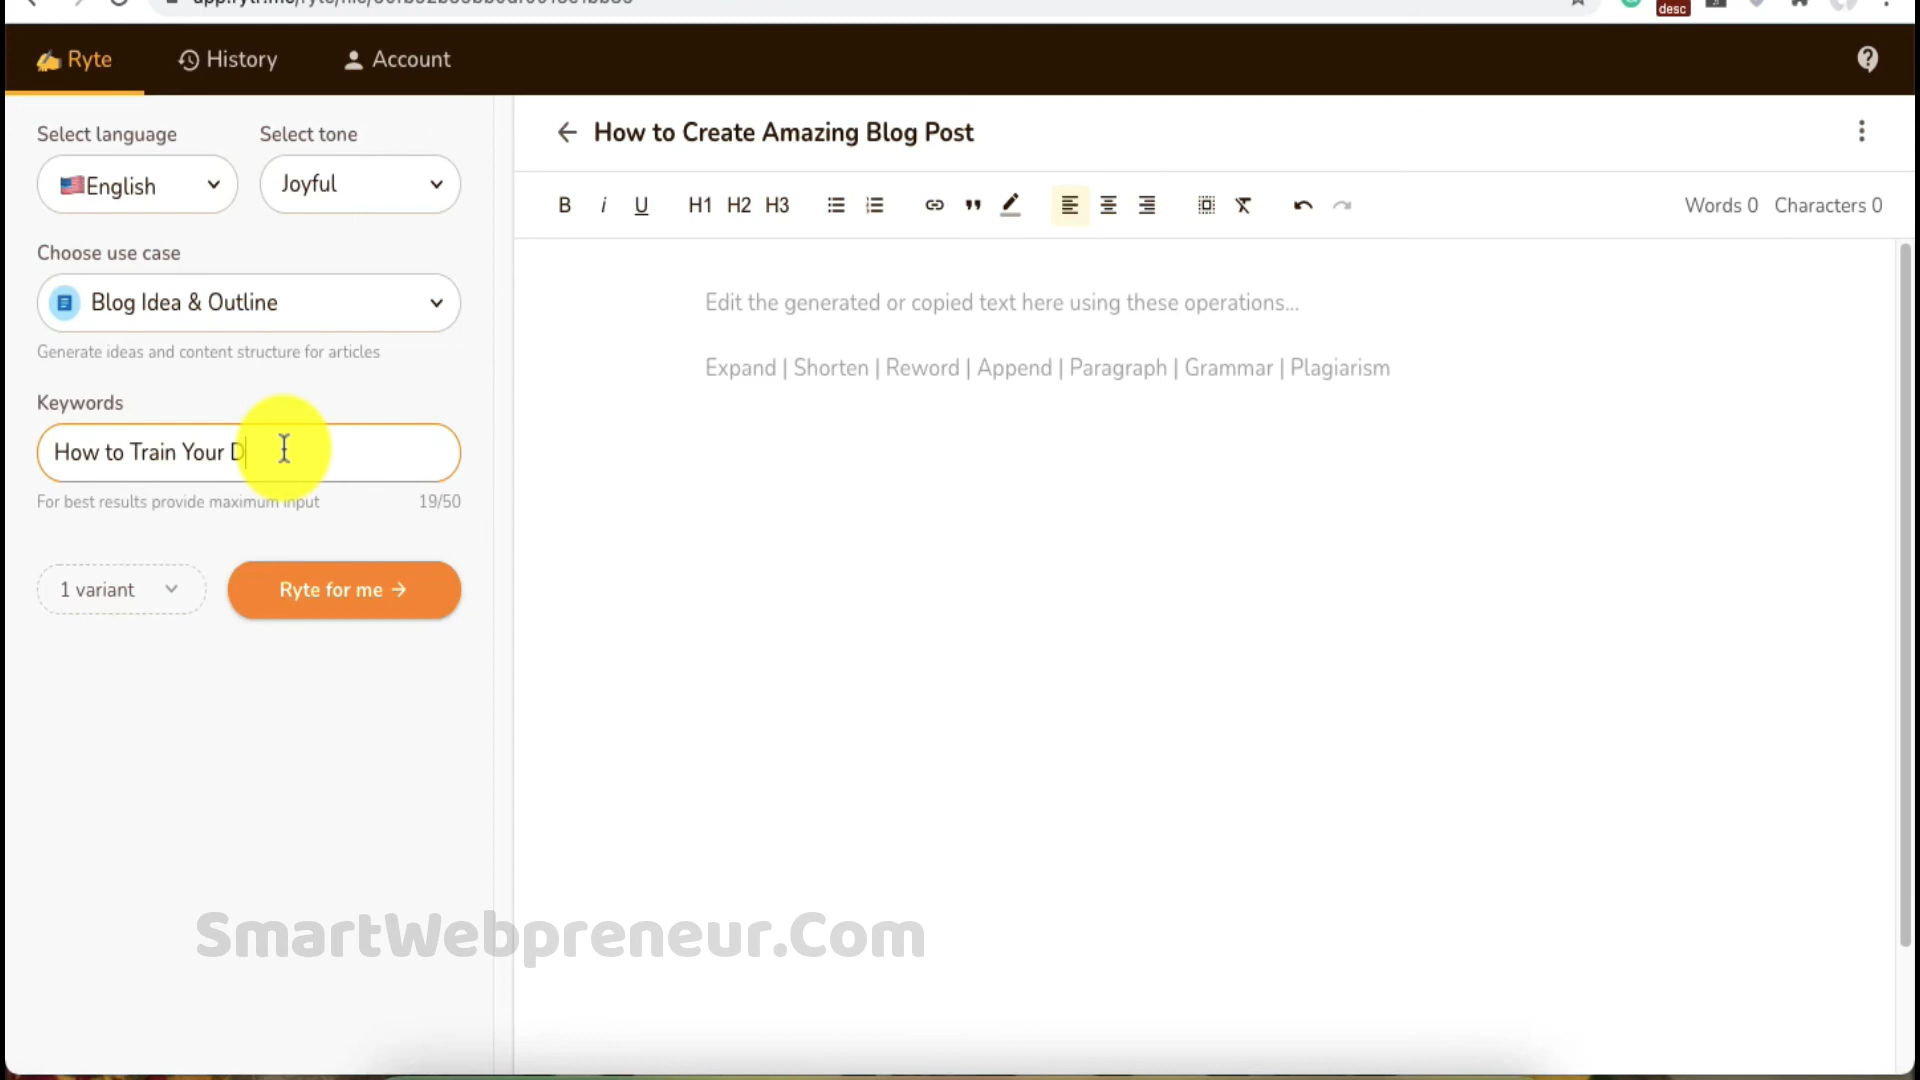 desc
Ryte
History
Account
Select language
Select tone
English
Joyful
Choose use case
Blog Idea & Outline
Generate ideas and content structure for articles
Keywords
How to Train Your D
For best results provide maximum input
19/50
1 variant
Ryte for me →
How to Create Amazing Blog Post
B i U H1 H2 H3
Words 0 Characters 0
Edit the generated or copied text here using these operations...
Expand | Shorten | Reword | Append | Paragraph | Grammar | Plagiarism
SmartWebpreneur.Com